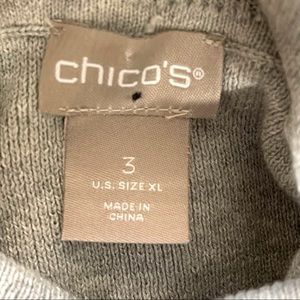 chico's®
3
U.S. SIZE XL
MADE IN
CHINA